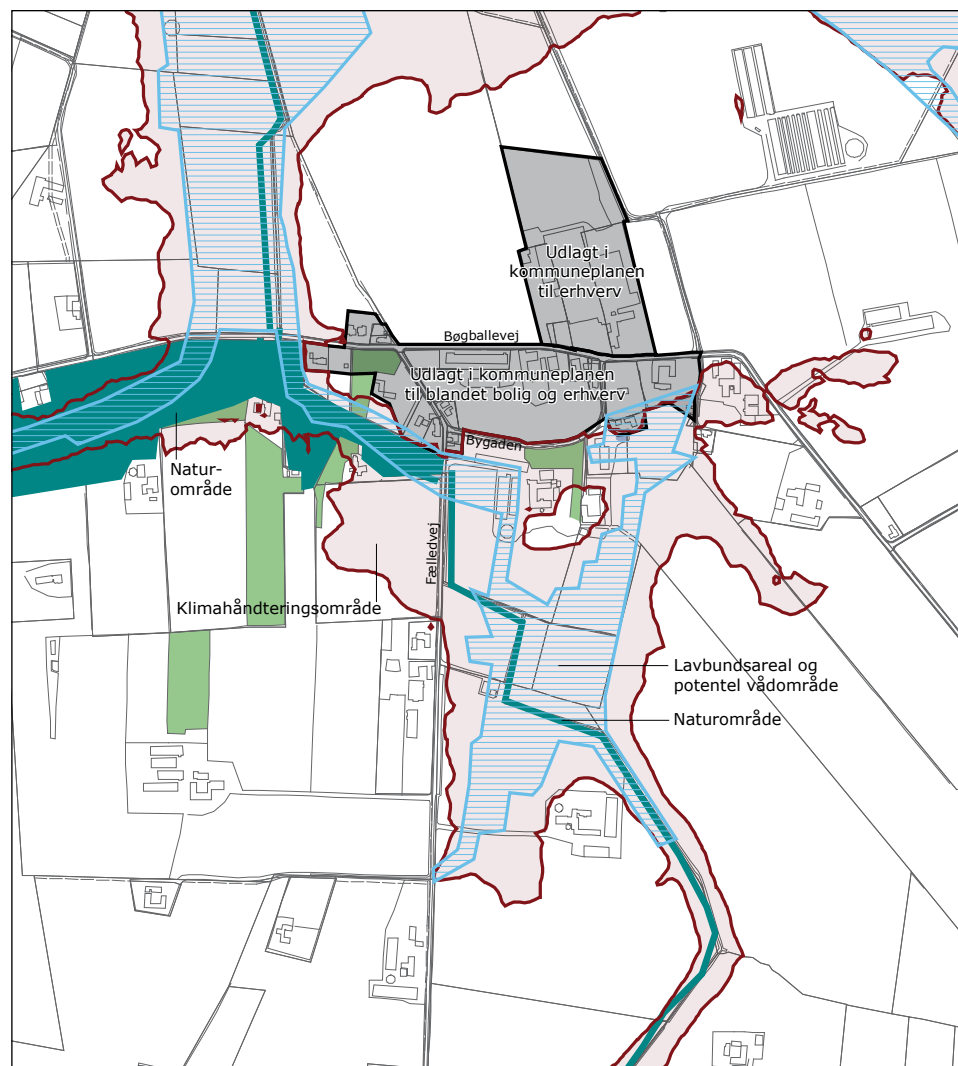 Udlagt i
kommuneplanen
til erhverv
Bøgballevej
Udlagt i kommuneplanen
til blandet bolig og erhverv
Bygaden
Natur-
område
Fælledvej
Klimahåndteringsområde
Lavbundsareal og
potentel vådområde
Naturområde